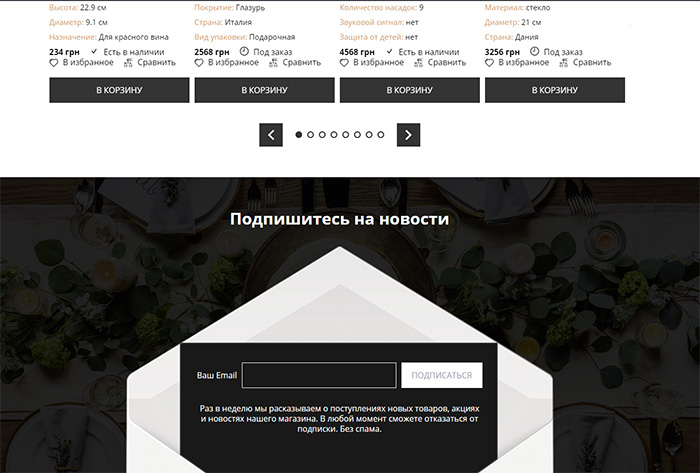 Высота: 22.9 см
Диаметр: 9.1 см
Назначение: Для красного вина
234 грн Есть в наличии
В избранное Сравнить
В КОРЗИНУ
Покрытие: Глазурь
Страна: Италия
Вид упаковки: Подарочная
2568 грн Под заказ
В избранное Сравнить
В КОРЗИНУ
Количество насадок: 9
Звуковой сигнал: нет
Защита от детей: нет
4568 грн Есть в наличии
В избранное Сравнить
В КОРЗИНУ
Материал: стекло
Диаметр: 21 см
Страна: Дания
3256 грн Под заказ
В избранное Сравнить
В КОРЗИНУ
Подпишитесь на новости
Ваш Email ПОДПИСАТЬСЯ
Раз в неделю мы расказываем о поступлениях новых товаров, акциях
и новостях нашего магазина. В любой момент сможете отказаться от
подписки. Без спама.